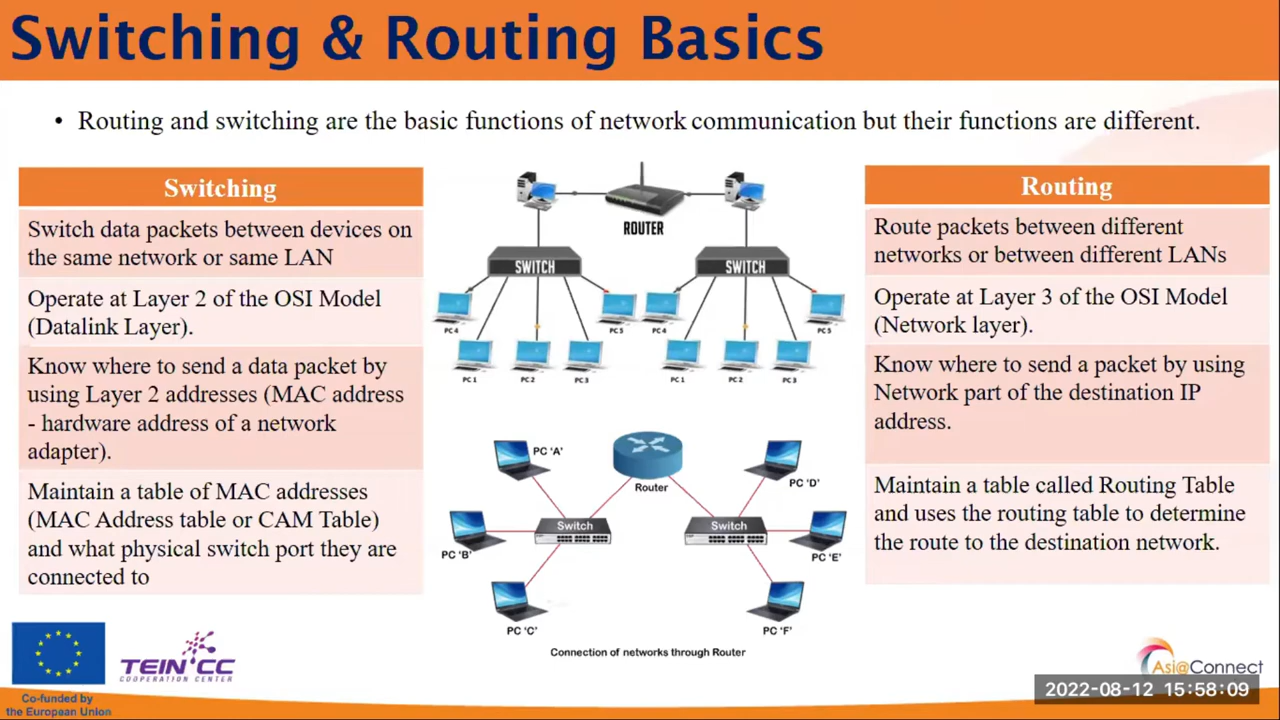 Switching & Routing Basics
• Routing and switching are the basic functions of network communication but their functions are different.
Switching
Switch data packets between devices on
the same network or same LAN
Operate at Layer 2 of the OSI Model
(Datalink Layer).
Know where to send a data packet by
using Layer 2 addresses (MAC address
- hardware address of a network
adapter).
Maintain a table of MAC addresses
(MAC Address table or CAM Table)
and what physical switch port they are
connected to
ROUTER
SWITCH
SWITCH
PC 4
PC 5
PC 4
PC 5
PC 1
PC 2
PC 3
PC 1
PC 2
PC 3
PC 'A'
Router
PC 'D'
Switch
Switch
PC 'B'
PC 'E'
PC 'C'
PC 'F'
Connection of networks through Router
Routing
Route packets between different
networks or between different LANs
Operate at Layer 3 of the OSI Model
(Network layer).
Know where to send a packet by using
Network part of the destination IP
address.
Maintain a table called Routing Table
and uses the routing table to determine
the route to the destination network.
TEIN*CC
COOPERATION CENTER
Co-funded by
the European Union
Asi@Connect
2022-08-12 15:58:09